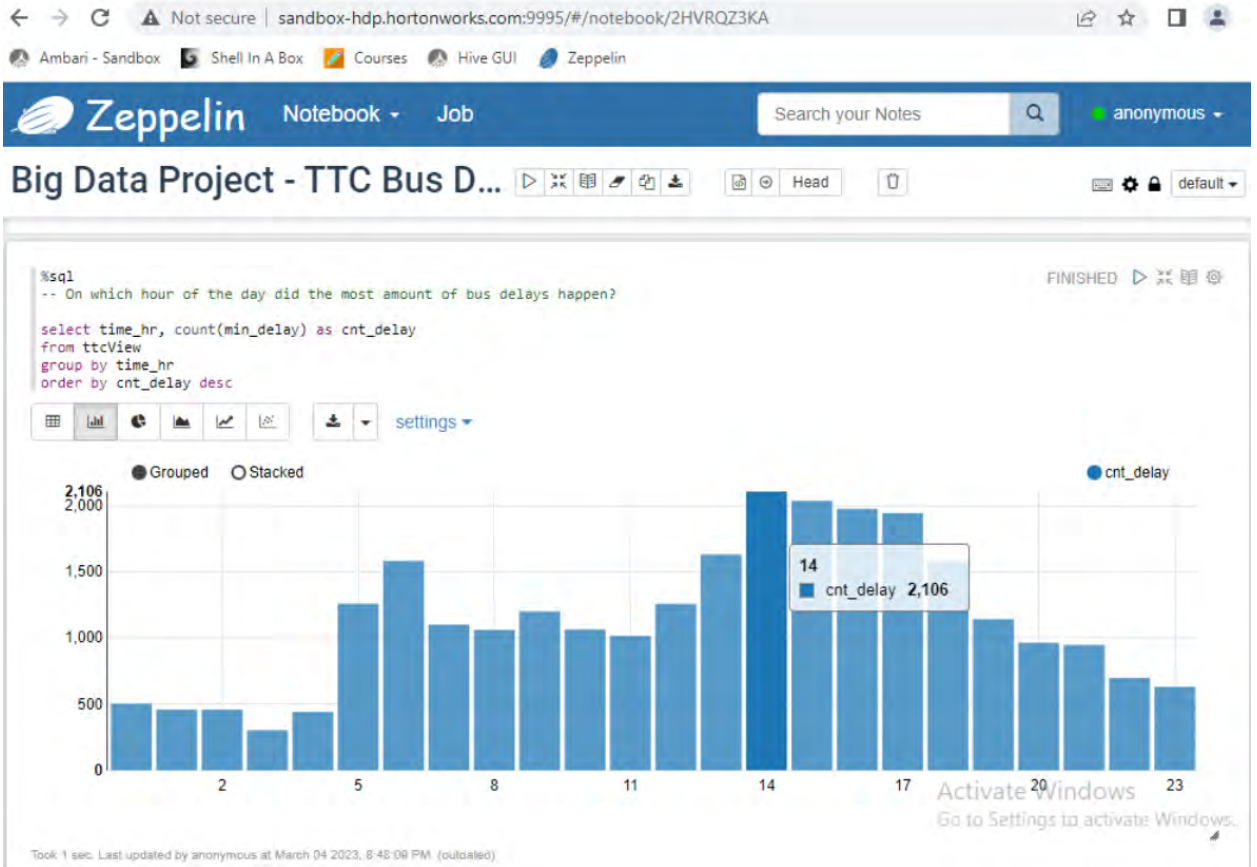 Not secure | sandbox-hdp.hortonworks.com:9995/#/notebook/2HVRQZ3KA
Ambari - Sandbox Shell In A Box Courses Hive GUI Zeppelin
Zeppelin Notebook Job Search your Notes anonymous
Big Data Project - TTC Bus D... Head default
%sql
FINISHED
-- On which hour of the day did the most amount of bus delays happen?
select time_hr, count(min_delay) as cnt_delay
from ttcView
group by time_hr
order by cnt_delay desc
settings
Grouped Stacked cnt_delay
2,106
2,000
1,500
14
cnt_delay 2,106
1,000
500
0
2 5 8 11 14 17 20 23
Activate Windows
Go to Settings to activate Windows.
Took 1 sec. Last updated by anonymous at March 04 2023, 8:48:09 PM. (outdated)